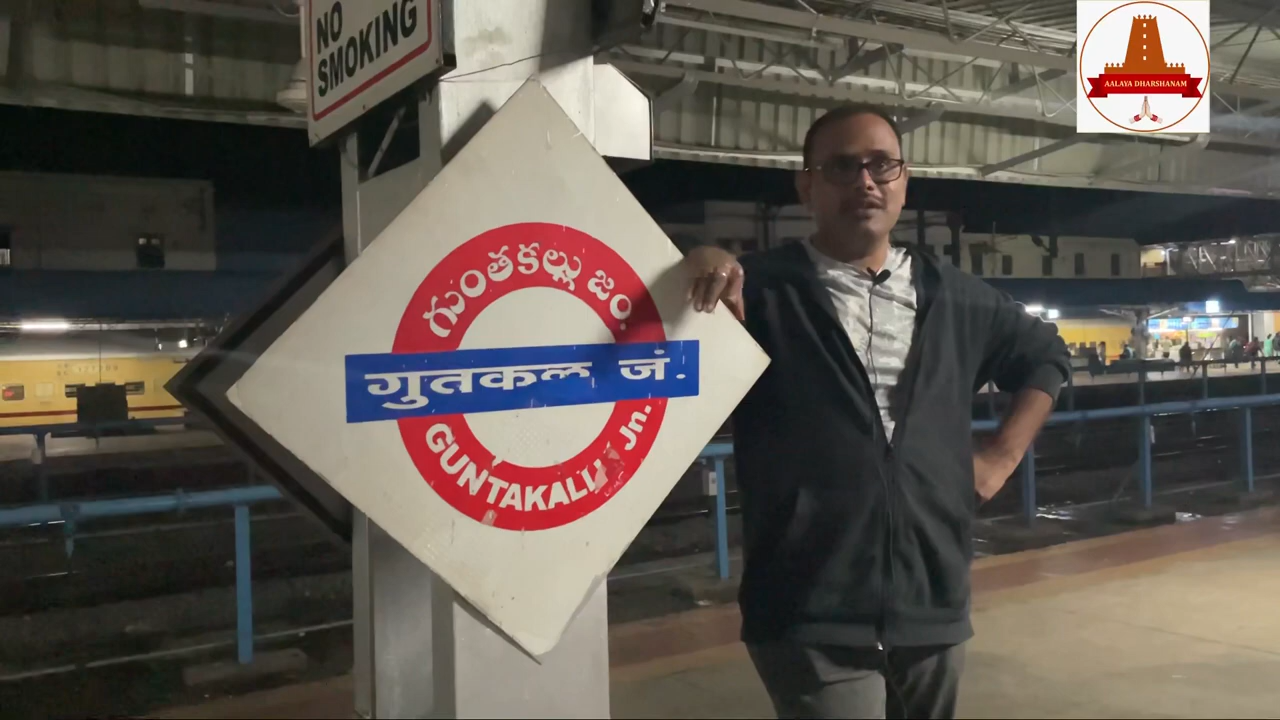 NO
SMOKING
AALAYA DHARSHANAM
గుంతకల్లు జం.
गुतकल जं.
GUNTAKALLU Jn.